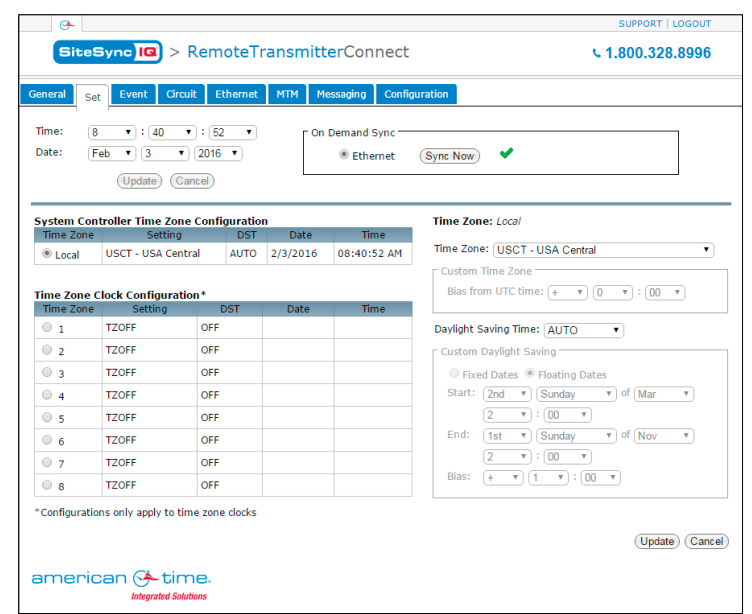 SUPPORT | LOGOUT
SiteSync IQ > RemoteTransmitterConnect
1.800.328.8996
General Set Event Circuit Ethernet MTM Messaging Configuration
Time: 8 : 40 : 52
Date: Feb 3 2016
Update Cancel
On Demand Sync
Ethernet Sync Now
System Controller Time Zone Configuration
Time Zone Setting DST Date Time
Local USCT - USA Central AUTO 2/3/2016 08:40:52 AM
Time Zone Clock Configuration*
Time Zone Setting DST Date Time
1 TZOFF OFF
2 TZOFF OFF
3 TZOFF OFF
4 TZOFF OFF
5 TZOFF OFF
6 TZOFF OFF
7 TZOFF OFF
8 TZOFF OFF
*Configurations only apply to time zone clocks
Time Zone: Local
Time Zone: USCT - USA Central
Custom Time Zone
Bias from UTC time: + 0 : 00
Daylight Saving Time: AUTO
Custom Daylight Saving
Fixed Dates Floating Dates
Start: 2nd Sunday of Mar
2 : 00
End: 1st Sunday of Nov
2 : 00
Bias: + 1 : 00
Update Cancel
american time.
Integrated Solutions